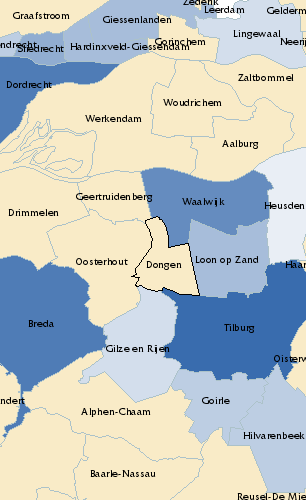 Zederik
Graafstroom
Giessenlanden
Leerdam
Gelderm
Lingewaal
Neerij
ndrecht
Sliedrecht
Hardinxveld-Giessendam
Gorinchem
Dordrecht
Zaltbommel
Woudrichem
Werkendam
Aalburg
Geertruidenberg
Waalwijk
Heusden
Drimmelen
Oosterhout
Dongen
Loon op Zand
Haar
Breda
Tilburg
Gilze en Rijen
Oisterw
ndert
Alphen-Chaam
Goirle
Hilvarenbeek
Baarle-Nassau
Reusel-De Mie